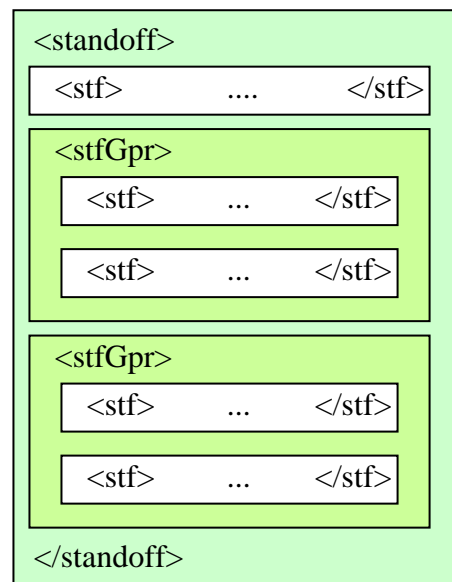 <standoff>
<stf> .... </stf>
<stfGpr>
<stf> ... </stf>
<stf> ... </stf>
<stfGpr>
<stf> ... </stf>
<stf> ... </stf>
</standoff>